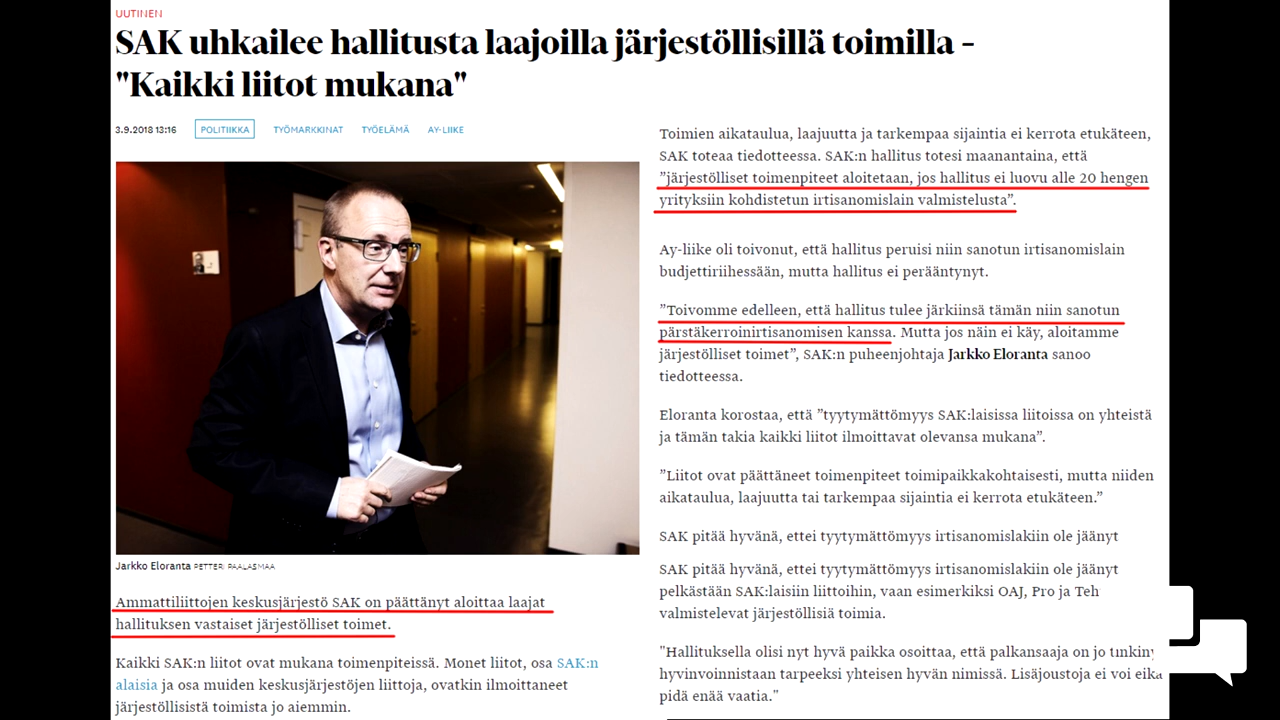 UUTINEN
SAK uhkailee hallitusta laajoilla järjestöllisillä toimilla –
"Kaikki liitot mukana"
3.9.2018 13:16 POLITIIKKA TYÖMARKKINAT TYÖELÄMÄ AY-LIIKE
Jarkko Eloranta PETTERI PAALASMAA
Ammattiliittojen keskusjärjestö SAK on päättänyt aloittaa laajat
hallituksen vastaiset järjestölliset toimet.
Kaikki SAK:n liitot ovat mukana toimenpiteissä. Monet liitot, osa SAK:n
alaisia ja osa muiden keskusjärjestöjen liittoja, ovatkin ilmoittaneet
järjestöllisistä toimista jo aiemmin.
Toimien aikataulua, laajuutta ja tarkempaa sijaintia ei kerrota etukäteen,
SAK toteaa tiedotteessa. SAK:n hallitus totesi maanantaina, että
”järjestölliset toimenpiteet aloitetaan, jos hallitus ei luovu alle 20 hengen
yrityksiin kohdistetun irtisanomislain valmistelusta”.
Ay-liike oli toivonut, että hallitus peruisi niin sanotun irtisanomislain
budjettiriihessään, mutta hallitus ei perääntynyt.
”Toivomme edelleen, että hallitus tulee järkiinsä tämän niin sanotun
pärstäkerroinirtisanomisen kanssa. Mutta jos näin ei käy, aloitamme
järjestölliset toimet”, SAK:n puheenjohtaja Jarkko Eloranta sanoo
tiedotteessa.
Eloranta korostaa, että ”tyytymättömyys SAK:laisissa liitoissa on yhteistä
ja tämän takia kaikki liitot ilmoittavat olevansa mukana”.
”Liitot ovat päättäneet toimenpiteet toimipaikkakohtaisesti, mutta niiden
aikataulua, laajuutta tai tarkempaa sijaintia ei kerrota etukäteen.”
SAK pitää hyvänä, ettei tyytymättömyys irtisanomislakiin ole jäänyt
SAK pitää hyvänä, ettei tyytymättömyys irtisanomislakiin ole jäänyt
pelkästään SAK:laisiin liittoihin, vaan esimerkiksi OAJ, Pro ja Teh
valmistelevat järjestöllisiä toimia.
"Hallituksella olisi nyt hyvä paikka osoittaa, että palkansaaja on jo tinkiny
hyvinvoinnistaan tarpeeksi yhteisen hyvän nimissä. Lisäjoustoja ei voi eikä
pidä enää vaatia."